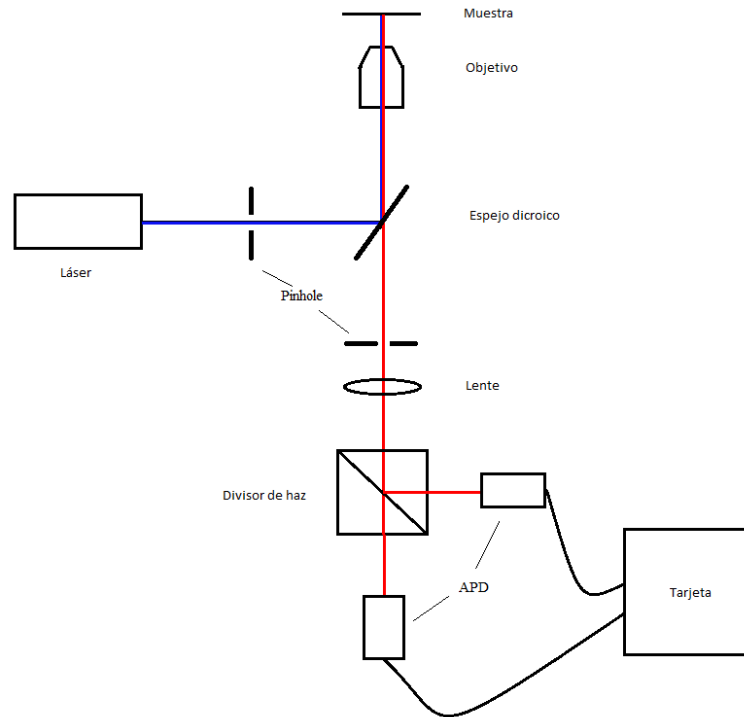 Muestra
Objetivo
Espejo dicroico
Láser
Pinhole
Lente
Divisor de haz
APD
Tarjeta